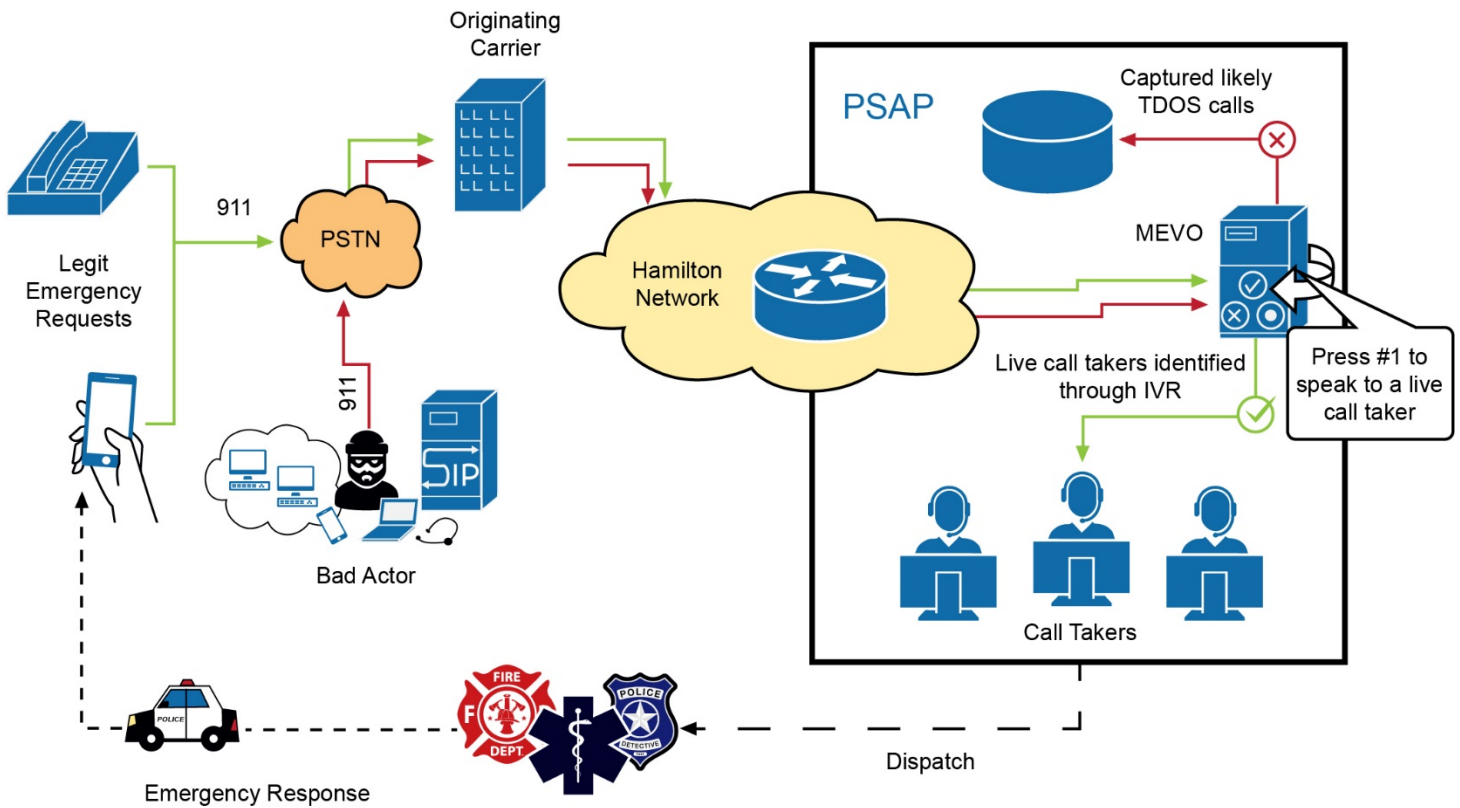 Originating
Carrier
PSAP
Captured likely
TDOS calls
911
PSTN
Legit
Emergency
Requests
Hamilton
Network
MEVO
Live call takers identified
through IVR
Press #1 to
speak to a live
call taker
911
SIP
Bad Actor
Call Takers
FIRE
F
DEPT.
POLICE
DETECTIVE
POLICE
Dispatch
Emergency Response